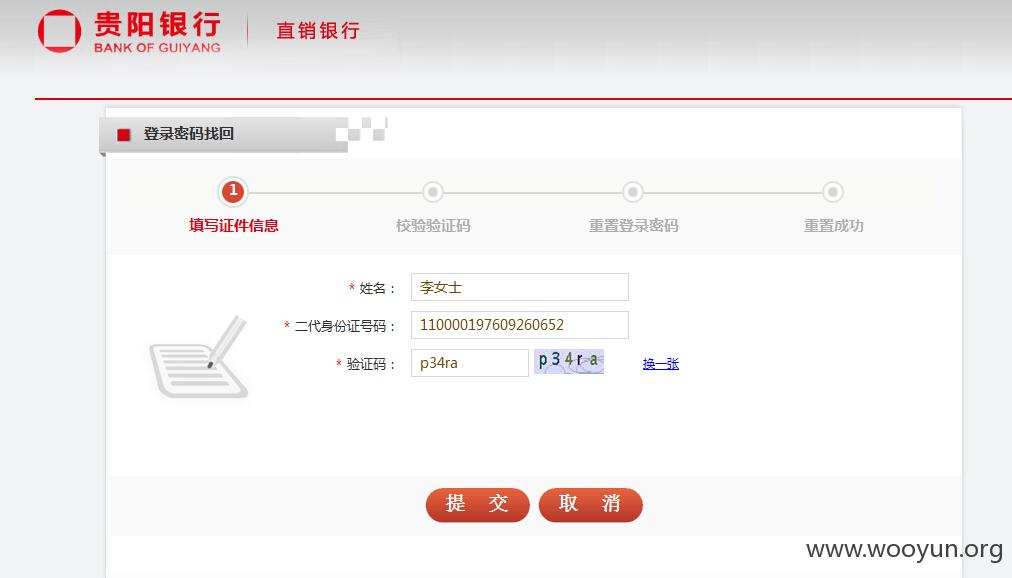 贵阳银行 直销银行
BANK OF GUIYANG
登录密码找回
1
填写证件信息 校验验证码 重置登录密码 重置成功
* 姓名： 李女士
* 二代身份证号码： 110000197609260652
* 验证码： p34ra p34ra 换一张
提 交 取 消
www.wooyun.org